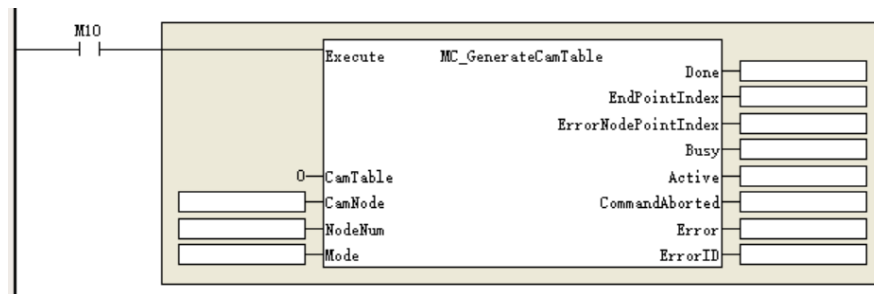 M10
Execute MC_GenerateCamTable
Done
EndPointIndex
ErrorNodePointIndex
Busy
0 CamTable Active
CamNode CommandAborted
NodeNum Error
Mode ErrorID